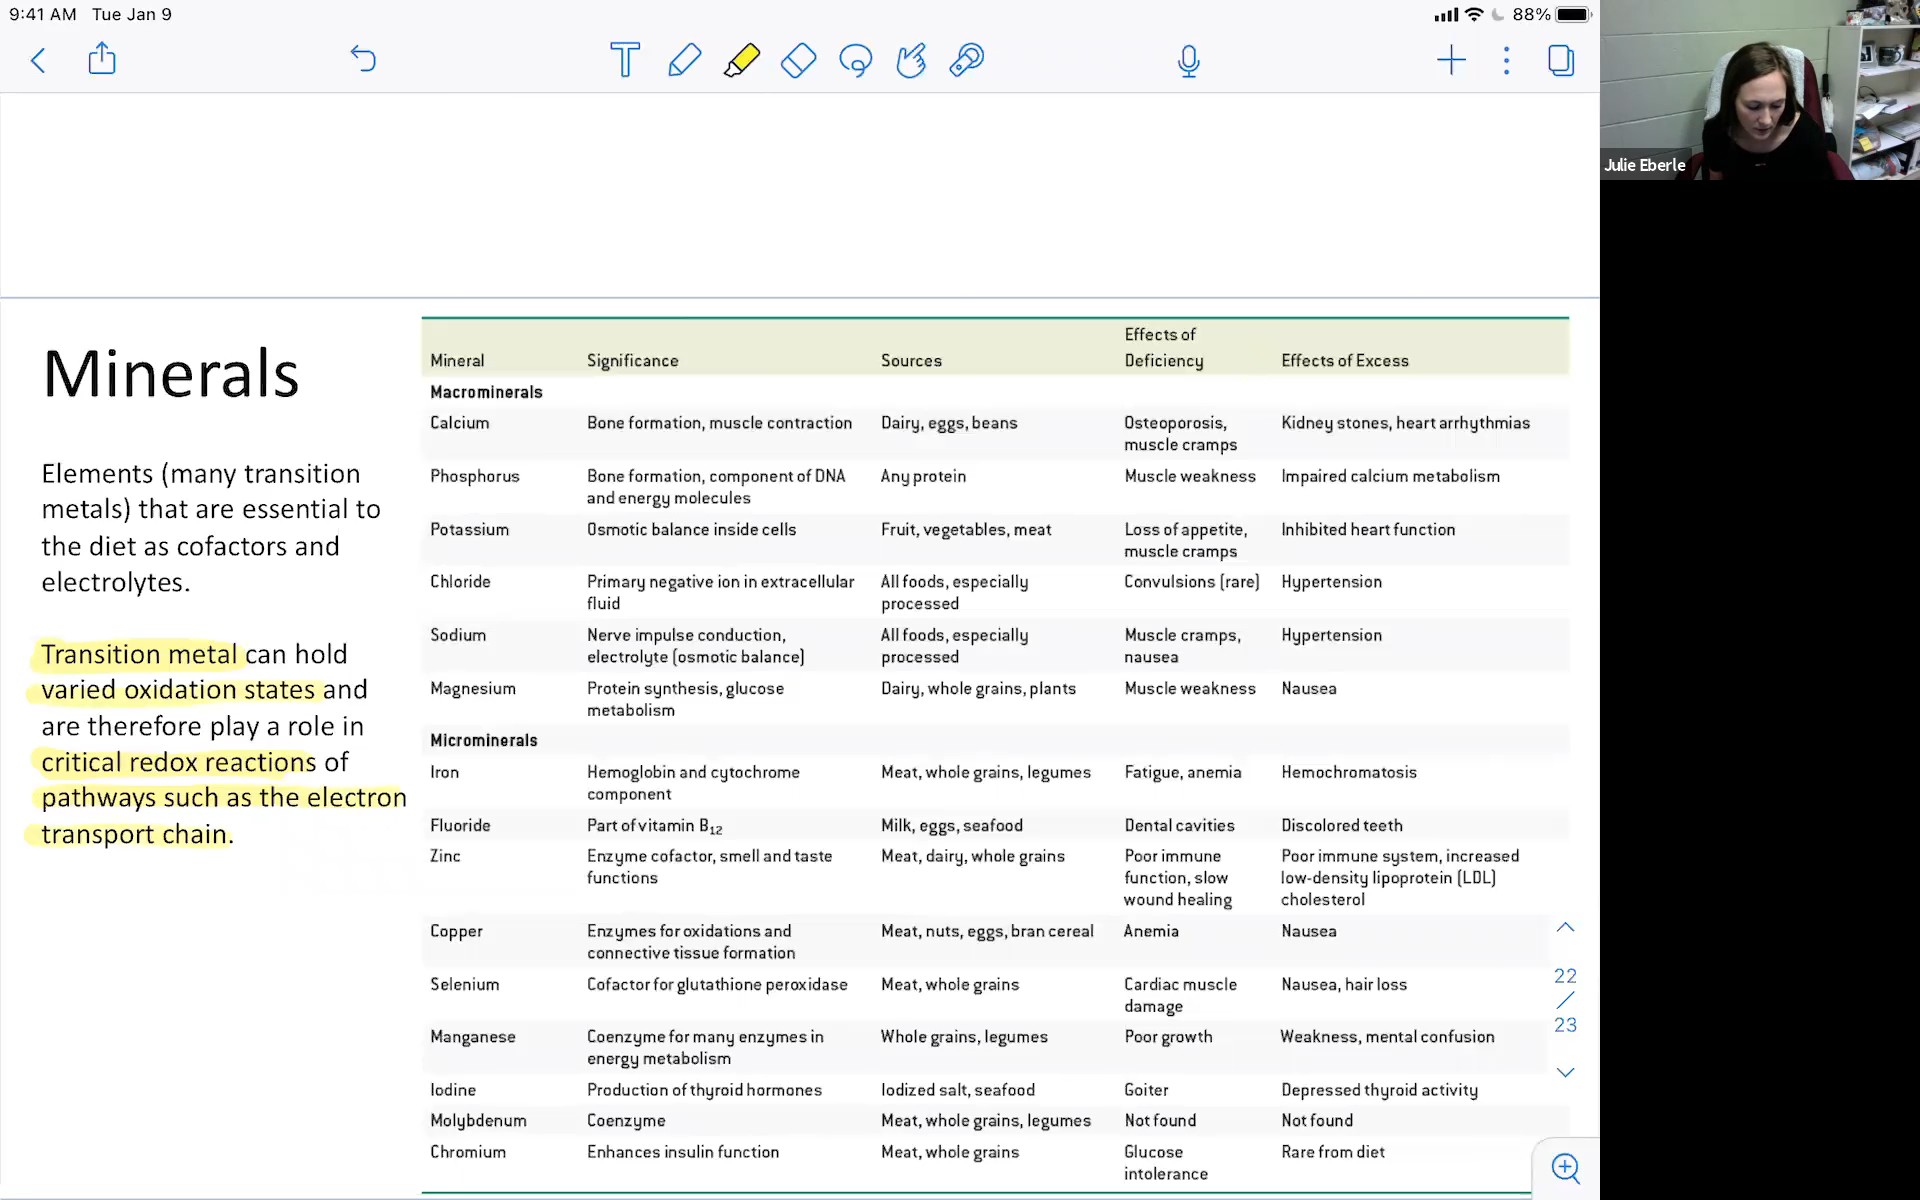 9:41 AM Tue Jan 9
88%
Julie Eberle
Minerals
Elements (many transition
metals) that are essential to
the diet as cofactors and
electrolytes.
Transition metal can hold
varied oxidation states and
are therefore play a role in
critical redox reactions of
pathways such as the electron
transport chain.
Effects of
Mineral Significance Sources Deficiency Effects of Excess
Macrominerals
Calcium Bone formation, muscle contraction Dairy, eggs, beans Osteoporosis, Kidney stones, heart arrhythmias
muscle cramps
Phosphorus Bone formation, component of DNA Any protein Muscle weakness Impaired calcium metabolism
and energy molecules
Potassium Osmotic balance inside cells Fruit, vegetables, meat Loss of appetite, Inhibited heart function
muscle cramps
Chloride Primary negative ion in extracellular All foods, especially Convulsions (rare) Hypertension
fluid processed
Sodium Nerve impulse conduction, All foods, especially Muscle cramps, Hypertension
electrolyte (osmotic balance) processed nausea
Magnesium Protein synthesis, glucose Dairy, whole grains, plants Muscle weakness Nausea
metabolism
Microminerals
Iron Hemoglobin and cytochrome Meat, whole grains, legumes Fatigue, anemia Hemochromatosis
component
Fluoride Part of vitamin B₁₂ Milk, eggs, seafood Dental cavities Discolored teeth
Zinc Enzyme cofactor, smell and taste Meat, dairy, whole grains Poor immune Poor immune system, increased
functions function, slow low-density lipoprotein (LDL)
wound healing cholesterol
Copper Enzymes for oxidations and Meat, nuts, eggs, bran cereal Anemia Nausea
connective tissue formation
Selenium Cofactor for glutathione peroxidase Meat, whole grains Cardiac muscle Nausea, hair loss
damage
Manganese Coenzyme for many enzymes in Whole grains, legumes Poor growth Weakness, mental confusion
energy metabolism
Iodine Production of thyroid hormones Iodized salt, seafood Goiter Depressed thyroid activity
Molybdenum Coenzyme Meat, whole grains, legumes Not found Not found
Chromium Enhances insulin function Meat, whole grains Glucose Rare from diet
intolerance
22
/
23